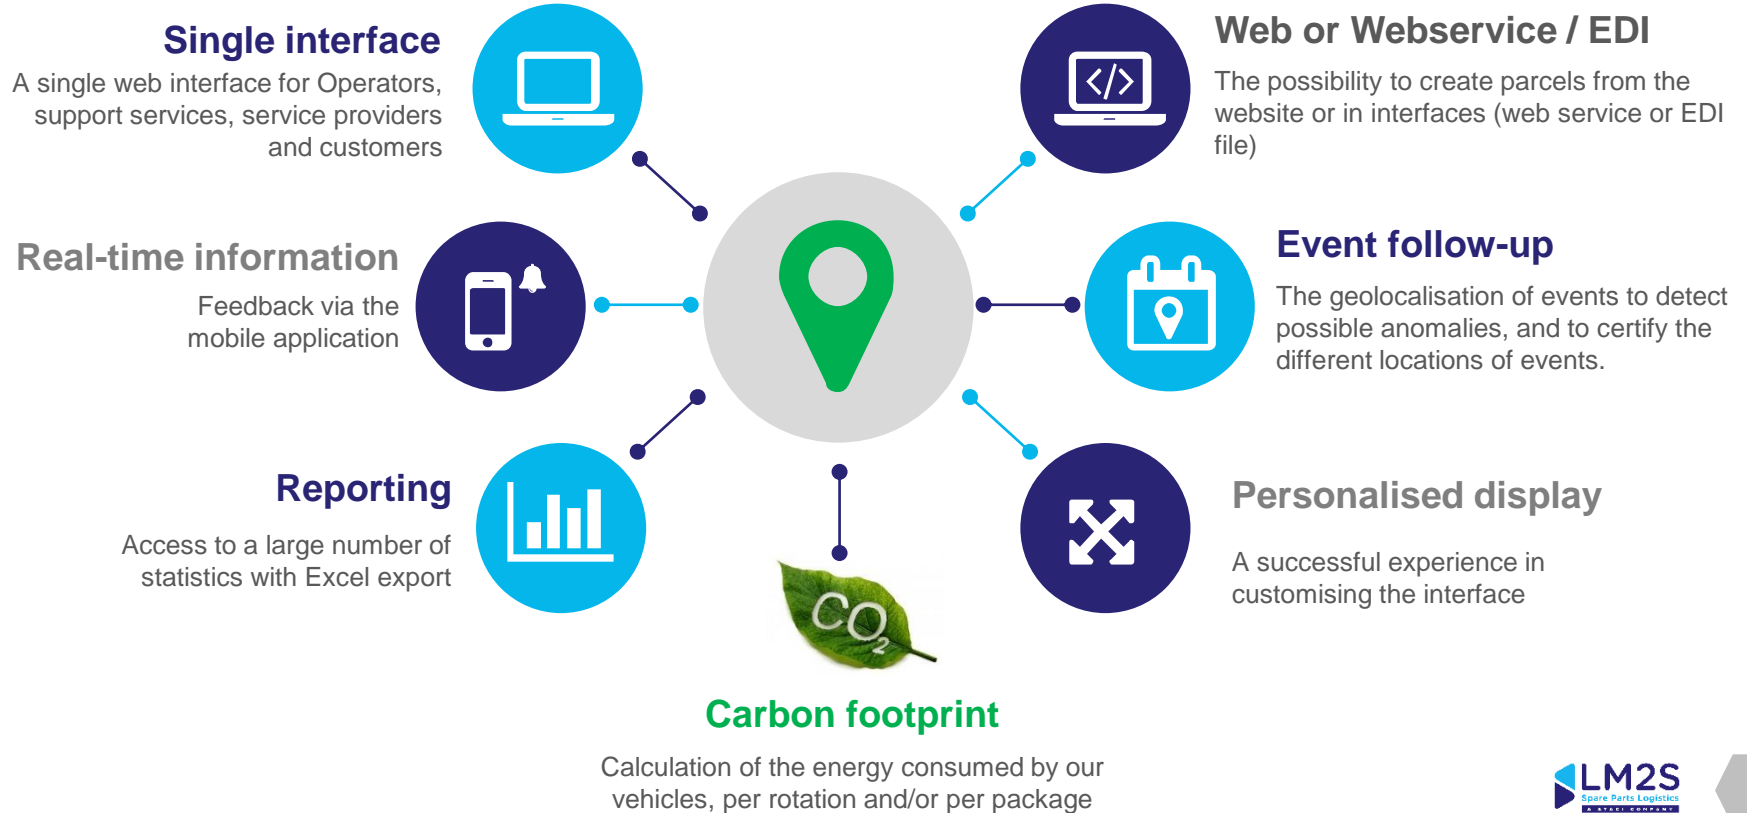 Single interface
A single web interface for Operators,
support services, service providers
and customers
Web or Webservice / EDI
The possibility to create parcels from the
website or in interfaces (web service or EDI
file)
</>
Real-time information
Feedback via the
mobile application
Event follow-up
The geolocalisation of events to detect
possible anomalies, and to certify the
different locations of events.
Reporting
Access to a large number of
statistics with Excel export
Personalised display
A successful experience in
customising the interface
CO2
Carbon footprint
Calculation of the energy consumed by our
vehicles, per rotation and/or per package
LM2S
Spare Parts Logistics
A STACI COMPANY